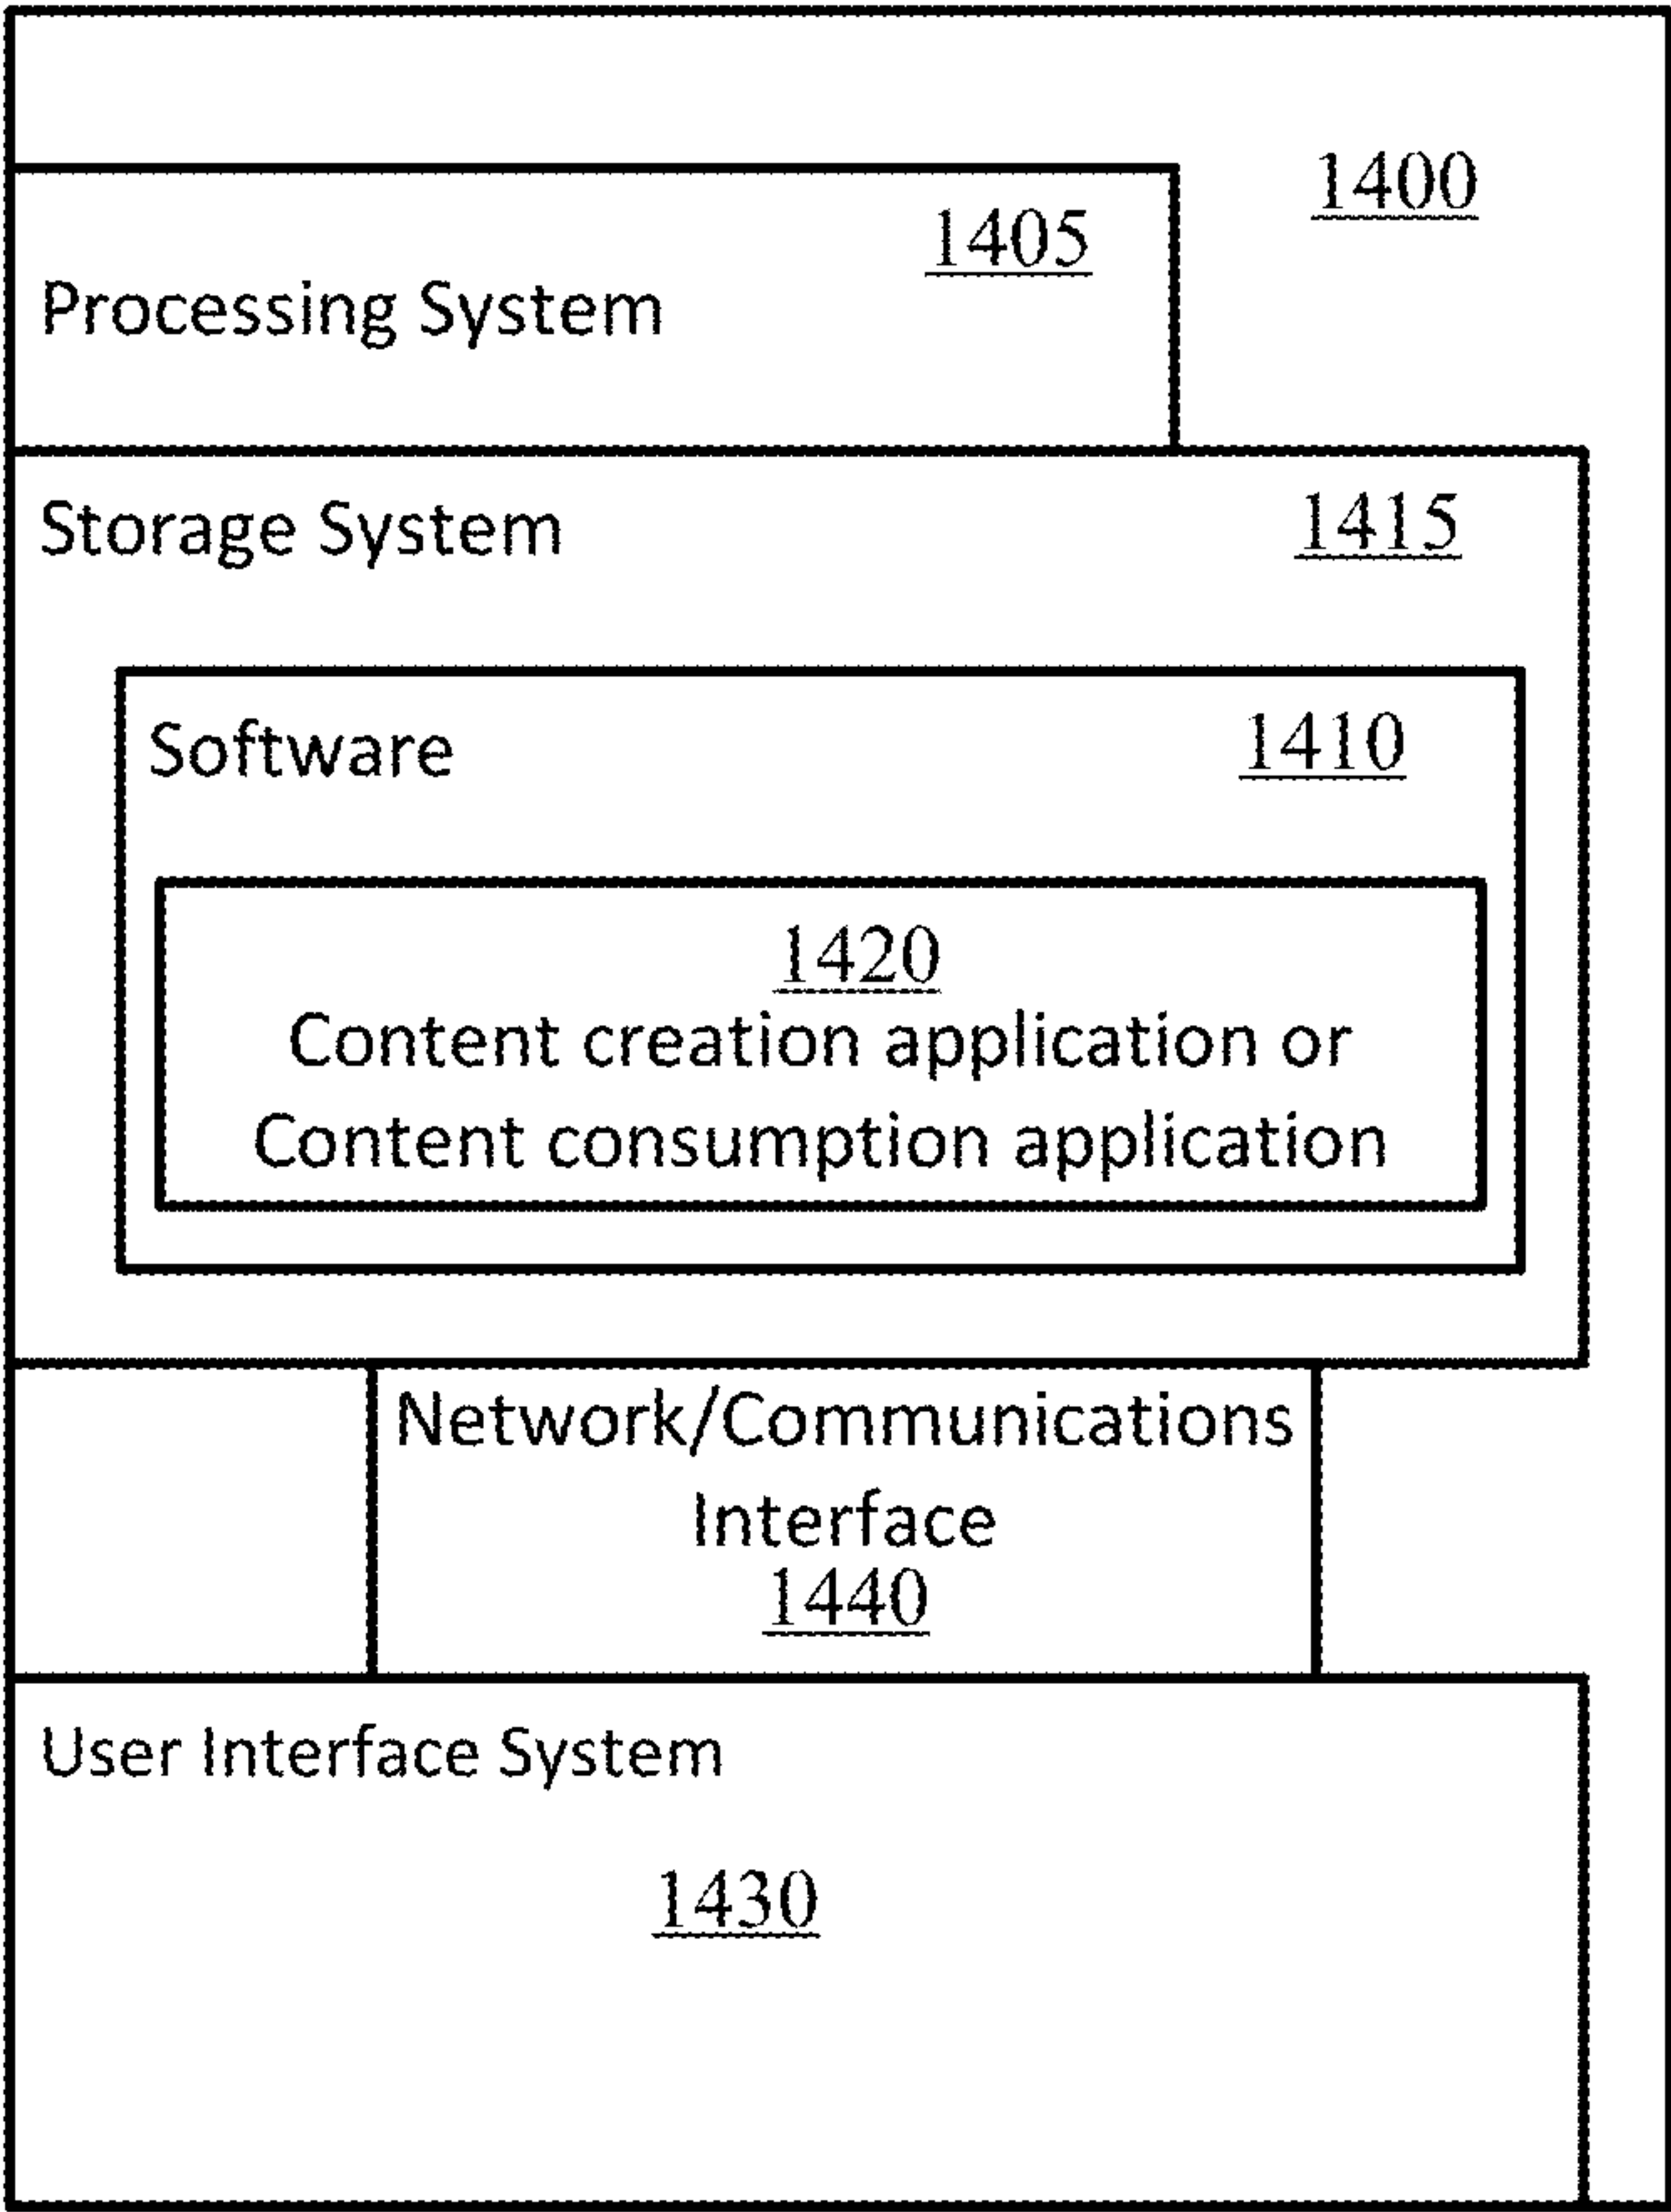 1400
1405
Processing System
Storage System
1415
Software
1410
1420
Content creation application or
Content consumption application
Network/Communications
Interface
1440
User Interface System
1430